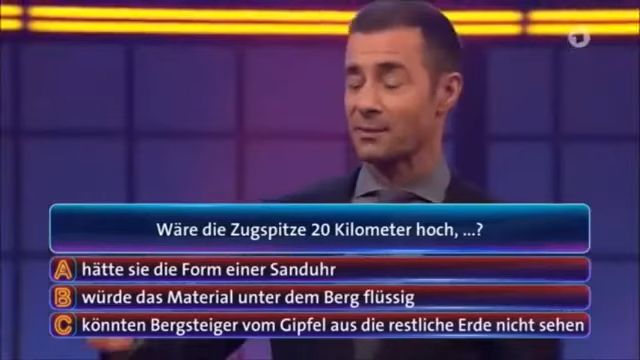 Wäre die Zugspitze 20 Kilometer hoch, ...?
A hätte sie die Form einer Sanduhr
B würde das Material unter dem Berg flüssig
C könnten Bergsteiger vom Gipfel aus die restliche Erde nicht sehen